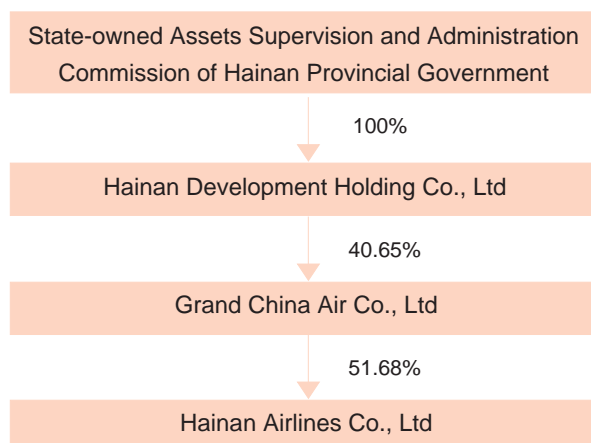 State-owned Assets Supervision and Administration
Commission of Hainan Provincial Government
100%
Hainan Development Holding Co., Ltd
40.65%
Grand China Air Co., Ltd
51.68%
Hainan Airlines Co., Ltd